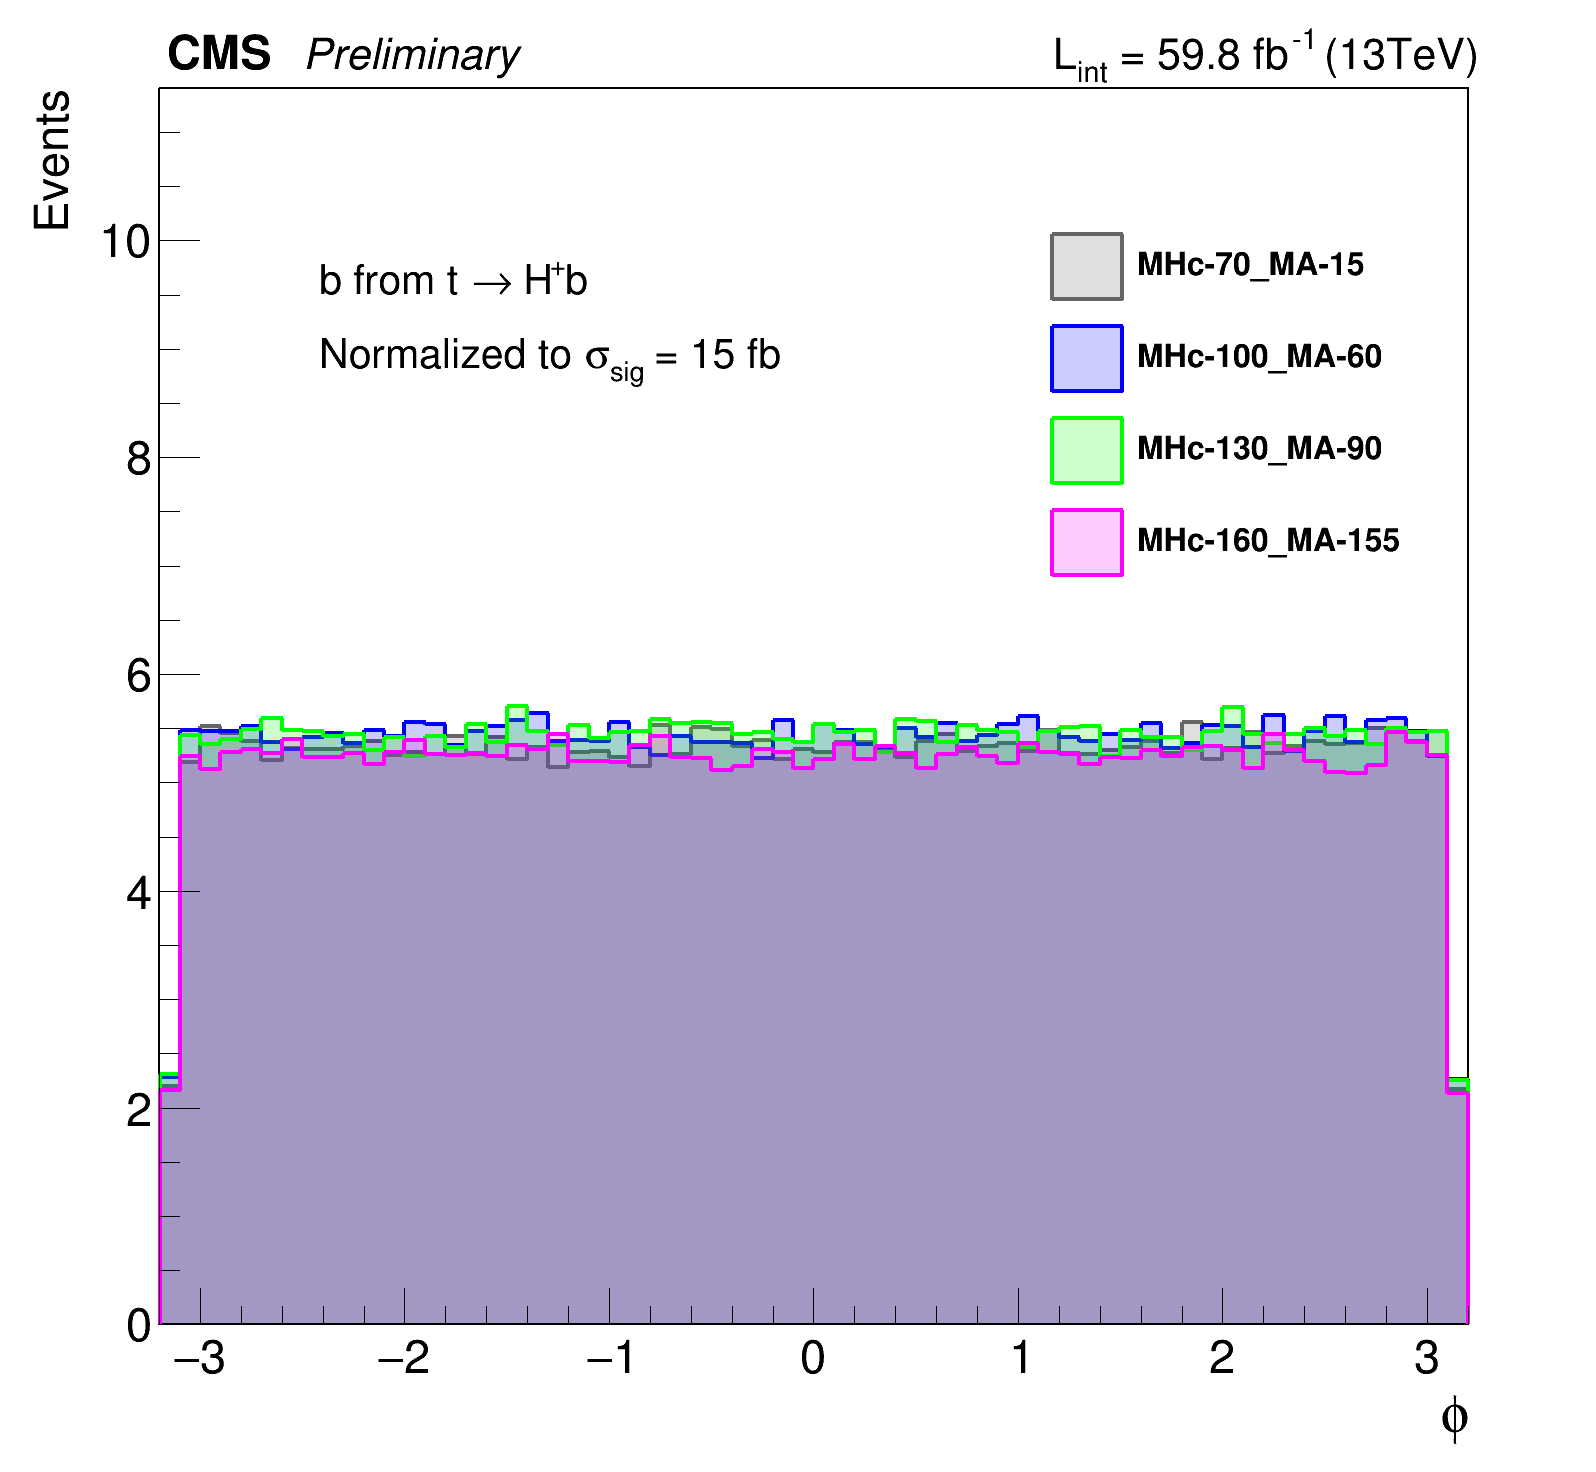 CMS Preliminary L_int = 59.8 fb^-1 (13TeV)
Events
b from t → H^+b
Normalized to σ_sig = 15 fb
MHc-70_MA-15
MHc-100_MA-60
MHc-130_MA-90
MHc-160_MA-155
10
8
6
4
2
0
−3 −2 −1 0 1 2 3
ϕ